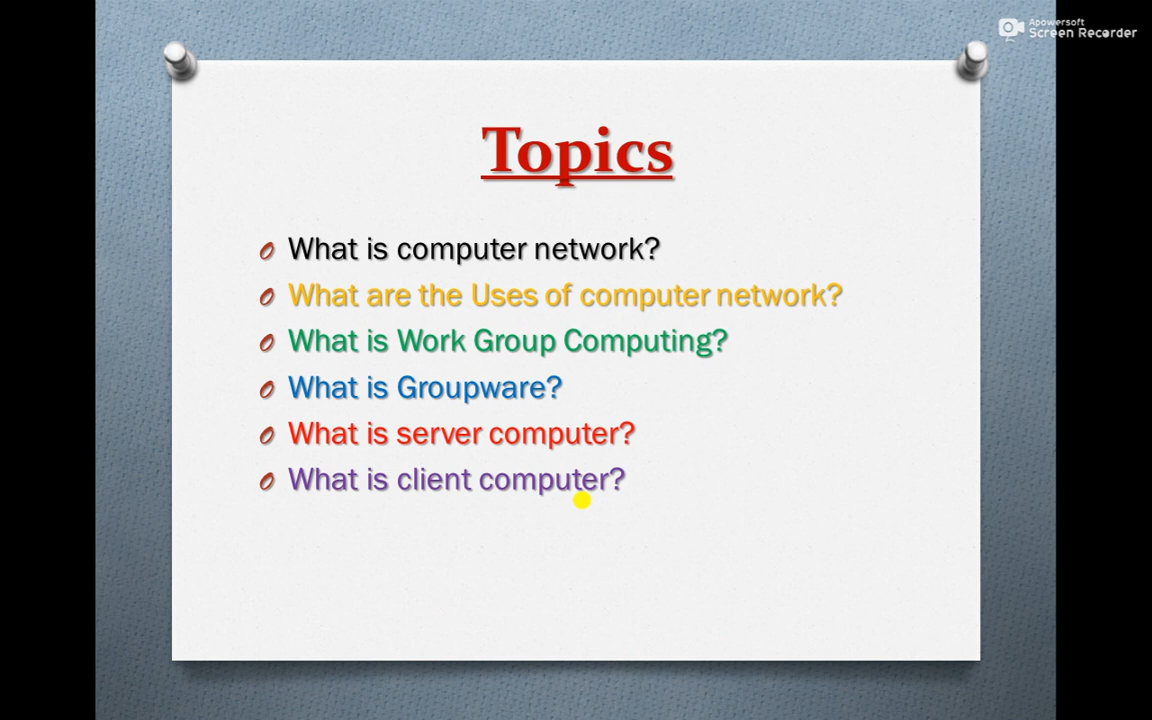 Apowersoft
Screen Recorder
Topics
What is computer network?
What are the Uses of computer network?
What is Work Group Computing?
What is Groupware?
What is server computer?
What is client computer?